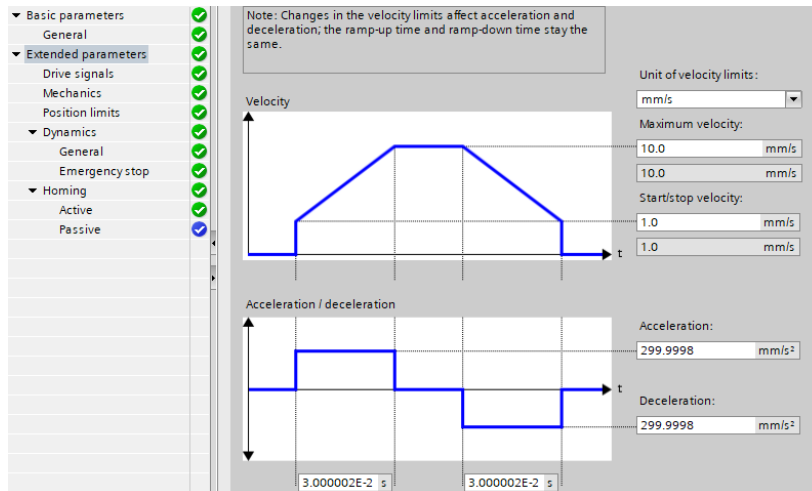 Basic parameters
General
Extended parameters
Drive signals
Mechanics
Position limits
Dynamics
General
Emergency stop
Homing
Active
Passive
Note: Changes in the velocity limits affect acceleration and
deceleration; the ramp-up time and ramp-down time stay the
same.
Unit of velocity limits:
mm/s
Velocity
Maximum velocity:
10.0 mm/s
10.0 mm/s
Start/stop velocity:
1.0 mm/s
1.0 mm/s
t
Acceleration / deceleration
Acceleration:
299.9998 mm/s²
t
Deceleration:
299.9998 mm/s²
3.000002E-2 s 3.000002E-2 s